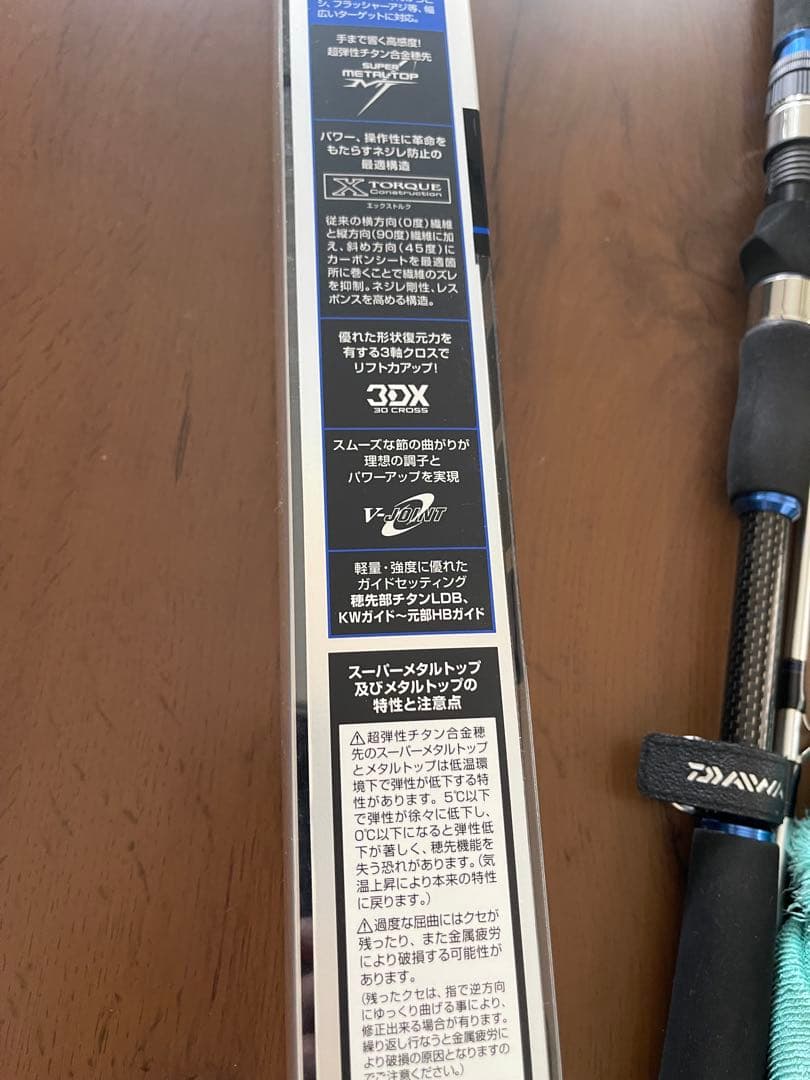 シ、フラッシャーアジ等、幅
広いターゲットに対応。
手まで響く高感度!
超弾性チタン合金穂先
SUPER
METAL TOP
MT
パワー、操作性に革命を
もたらすネジレ防止の
最適構造
X TORQUE
Construction
エックストルク
従来の横方向(0度)繊維
と縦方向(90度)繊維に加
え、斜め方向(45度)に
カーボンシートを最適箇
所に巻くことで繊維のズレ
を抑制。ネジレ剛性、レス
ポンスを高める構造。
優れた形状復元力を
有する3軸クロスで
リフト力アップ!
3DX
3D CROSS
スムーズな節の曲がりが
理想の調子と
パワーアップを実現
V-JOINT
軽量・強度に優れた
ガイドセッティング
穂先部チタンLDB、
KWガイド〜元部HBガイド
スーパーメタルトップ
及びメタルトップの
特性と注意点
⚠超弾性チタン合金穂
先のスーパーメタルトップ
とメタルトップは低温環
境下で弾性が低下する特
性があります。5℃以下
で弾性が徐々に低下し、
0℃以下になると弾性低
下が著しく、穂先機能を
失う恐れがあります。(気
温上昇により本来の特性
に戻ります。)
⚠過度な屈曲にはクセが
残ったり、また金属疲労
により破損する可能性が
あります。
(残ったクセは、指で逆方向
にゆっくり曲げる事により、
修正出来る場合が有ります。
繰り返し行なうと金属疲労に
より破損の原因となりますの
でご注意ください。)
DAIWA